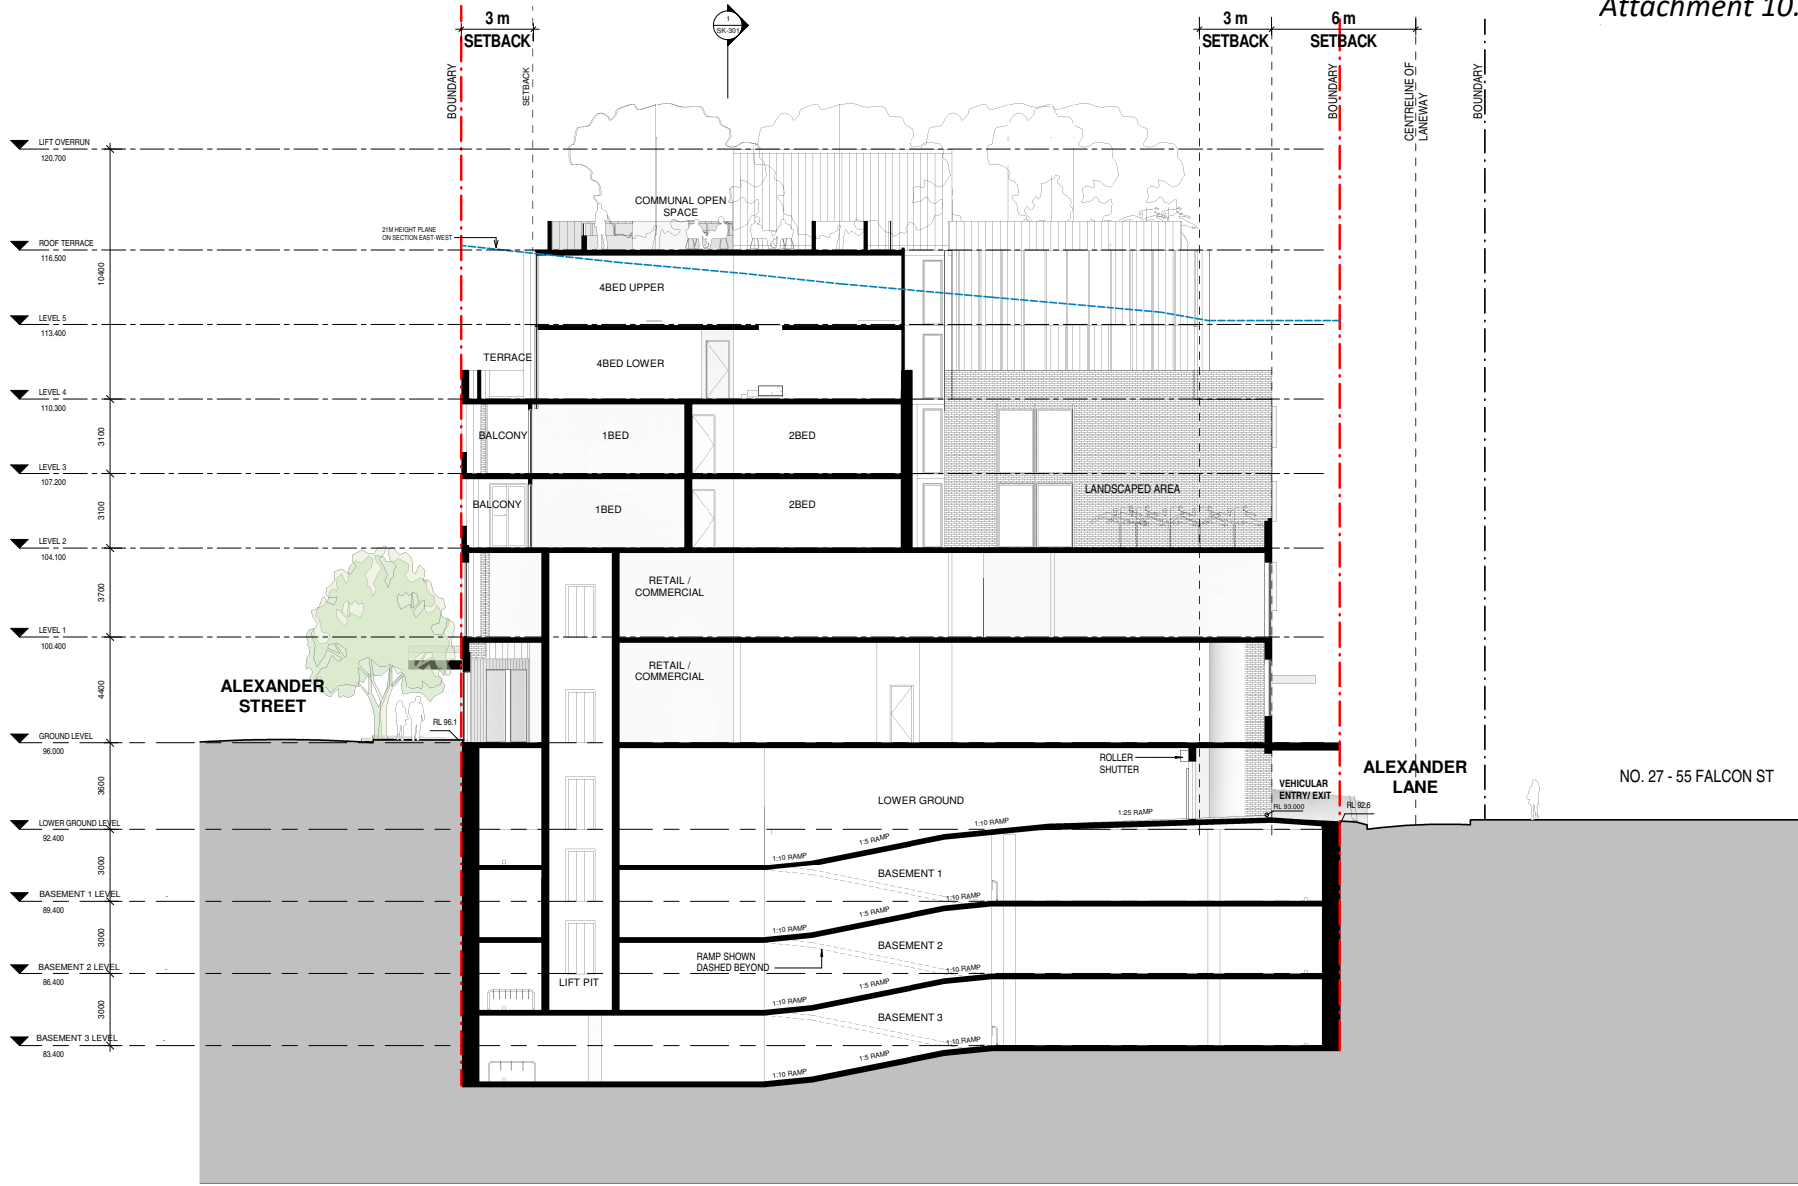 Attachment 10.
3 m
SETBACK
1
SK-301
3 m
SETBACK
6 m
SETBACK
BOUNDARY
SETBACK
BOUNDARY
CENTRELINE OF
LANEWAY
BOUNDARY
LIFT OVERRUN
120.700
COMMUNAL OPEN
SPACE
21M HEIGHT PLANE
ON SECTION EAST-WEST
ROOF TERRACE
116.500
10400
4BED UPPER
LEVEL 5
113.400
TERRACE
4BED LOWER
LEVEL 4
110.300
3100
BALCONY
1BED
2BED
LEVEL 3
107.200
3100
BALCONY
1BED
2BED
LANDSCAPED AREA
LEVEL 2
104.100
3700
RETAIL /
COMMERCIAL
LEVEL 1
100.400
4400
RETAIL /
COMMERCIAL
ALEXANDER
STREET
RL 96.1
GROUND LEVEL
96.000
3600
ROLLER
SHUTTER
LOWER GROUND
VEHICULAR
ENTRY/ EXIT
RL 93.000
RL 92.6
ALEXANDER
LANE
NO. 27 - 55 FALCON ST
LOWER GROUND LEVEL
92.400
3000
1:10 RAMP
1:5 RAMP
1:10 RAMP
1:25 RAMP
BASEMENT 1
BASEMENT 1 LEVEL
89.400
3000
1:10 RAMP
1:5 RAMP
1:10 RAMP
BASEMENT 2
RAMP SHOWN
DASHED BEYOND
BASEMENT 2 LEVEL
86.400
3000
LIFT PIT
1:10 RAMP
1:5 RAMP
1:10 RAMP
BASEMENT 3
BASEMENT 3 LEVEL
83.400
1:10 RAMP
1:5 RAMP
1:10 RAMP